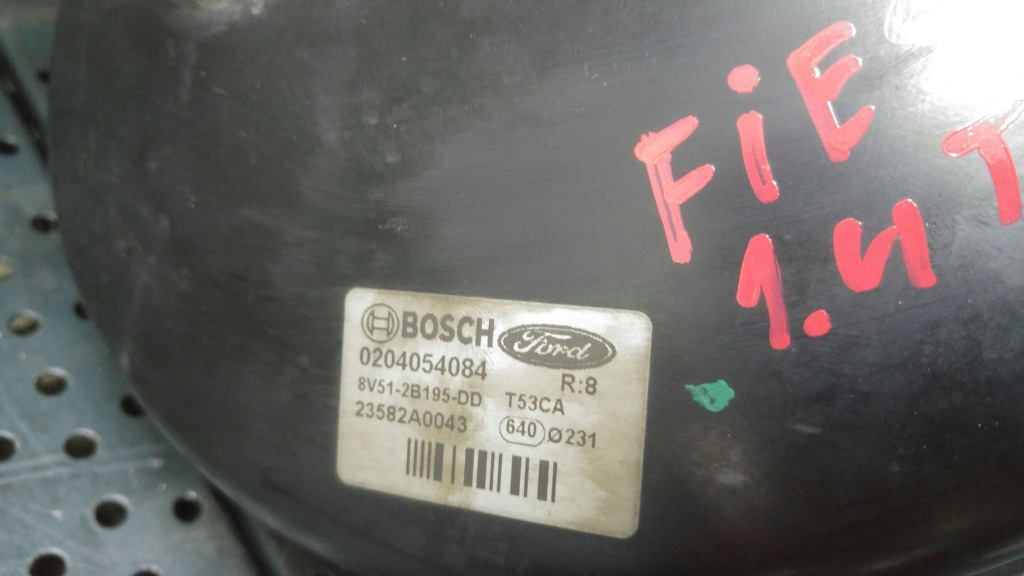 FiE
1.4
BOSCH Ford
0204054084 R:8
8V51-2B195-DD T53CA
23582A0043 640 Ø231